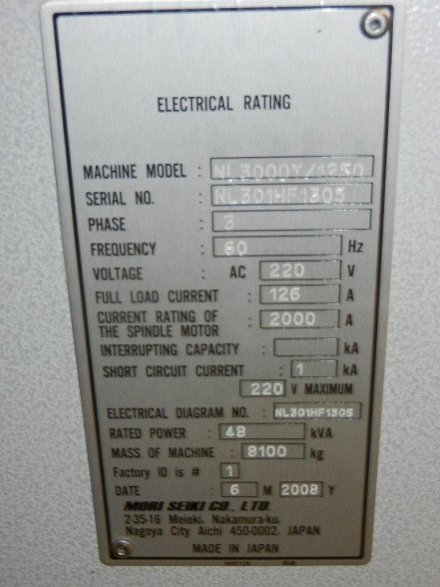 ELECTRICAL RATING
MACHINE MODEL : NL3000Y/1250
SERIAL NO. : NL301HF1305
PHASE : 3
FREQUENCY : 60 Hz
VOLTAGE : AC 220 V
FULL LOAD CURRENT : 126 A
CURRENT RATING OF
THE SPINDLE MOTOR : 2000 A
INTERRUPTING CAPACITY : kA
SHORT CIRCUIT CURRENT : 1 kA
220 V MAXIMUM
ELECTRICAL DIAGRAM NO. : NL301HF1305
RATED POWER : 48 kVA
MASS OF MACHINE : 8100 kg
Factory ID is # 1
DATE : 6 M 2008 Y
MORI SEIKI CO., LTD.
2-35-16 Meieki, Nakamura-ku,
Nagoya City Aichi 450-0002, JAPAN
MADE IN JAPAN